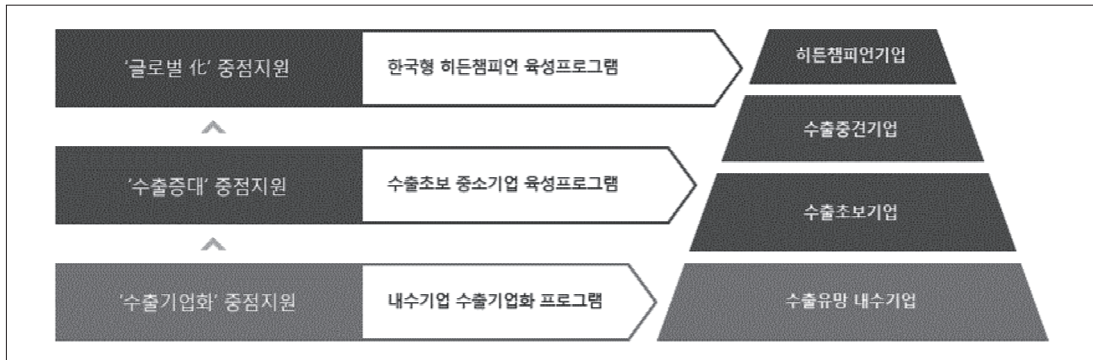 '글로벌 化' 중점지원
한국형 히든챔피언 육성프로그램
히든챔피언기업
수출중견기업
'수출증대' 중점지원
수출초보 중소기업 육성프로그램
수출초보기업
'수출기업화' 중점지원
내수기업 수출기업화 프로그램
수출유망 내수기업